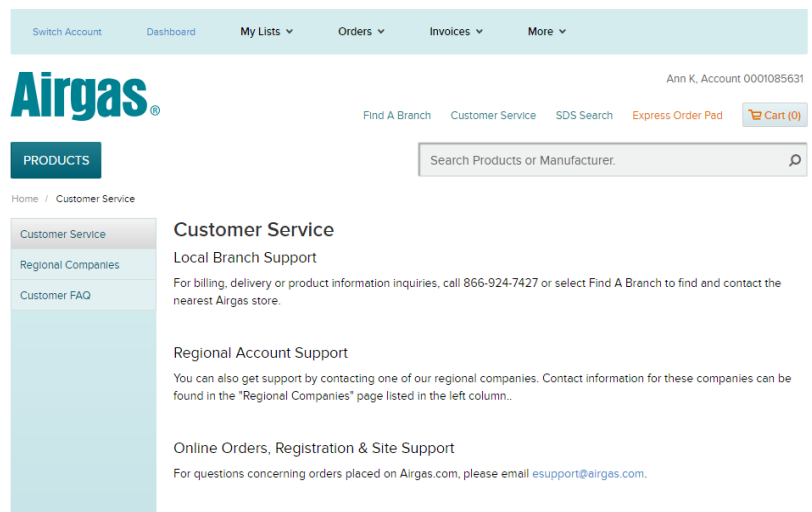 Switch Account Dashboard My Lists Orders Invoices More
Ann K, Account 0001085631
Airgas®
Find A Branch Customer Service SDS Search Express Order Pad Cart (0)
PRODUCTS Search Products or Manufacturer.
Home / Customer Service
Customer Service
Regional Companies
Customer FAQ
Customer Service
Local Branch Support
For billing, delivery or product information inquiries, call 866-924-7427 or select Find A Branch to find and contact the
nearest Airgas store.
Regional Account Support
You can also get support by contacting one of our regional companies. Contact information for these companies can be
found in the "Regional Companies" page listed in the left column..
Online Orders, Registration & Site Support
For questions concerning orders placed on Airgas.com, please email esupport@airgas.com.